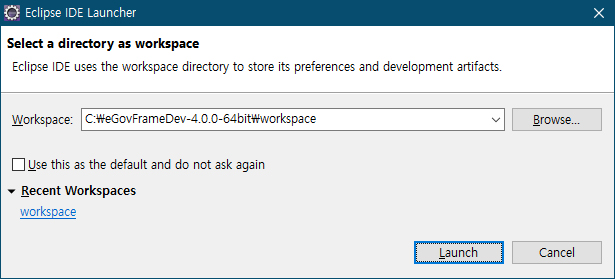 Eclipse IDE Launcher
Select a directory as workspace
Eclipse IDE uses the workspace directory to store its preferences and development artifacts.
Workspace: C:₩eGovFrameDev-4.0.0-64bit₩workspace Browse...
Use this as the default and do not ask again
Recent Workspaces
workspace
Launch Cancel